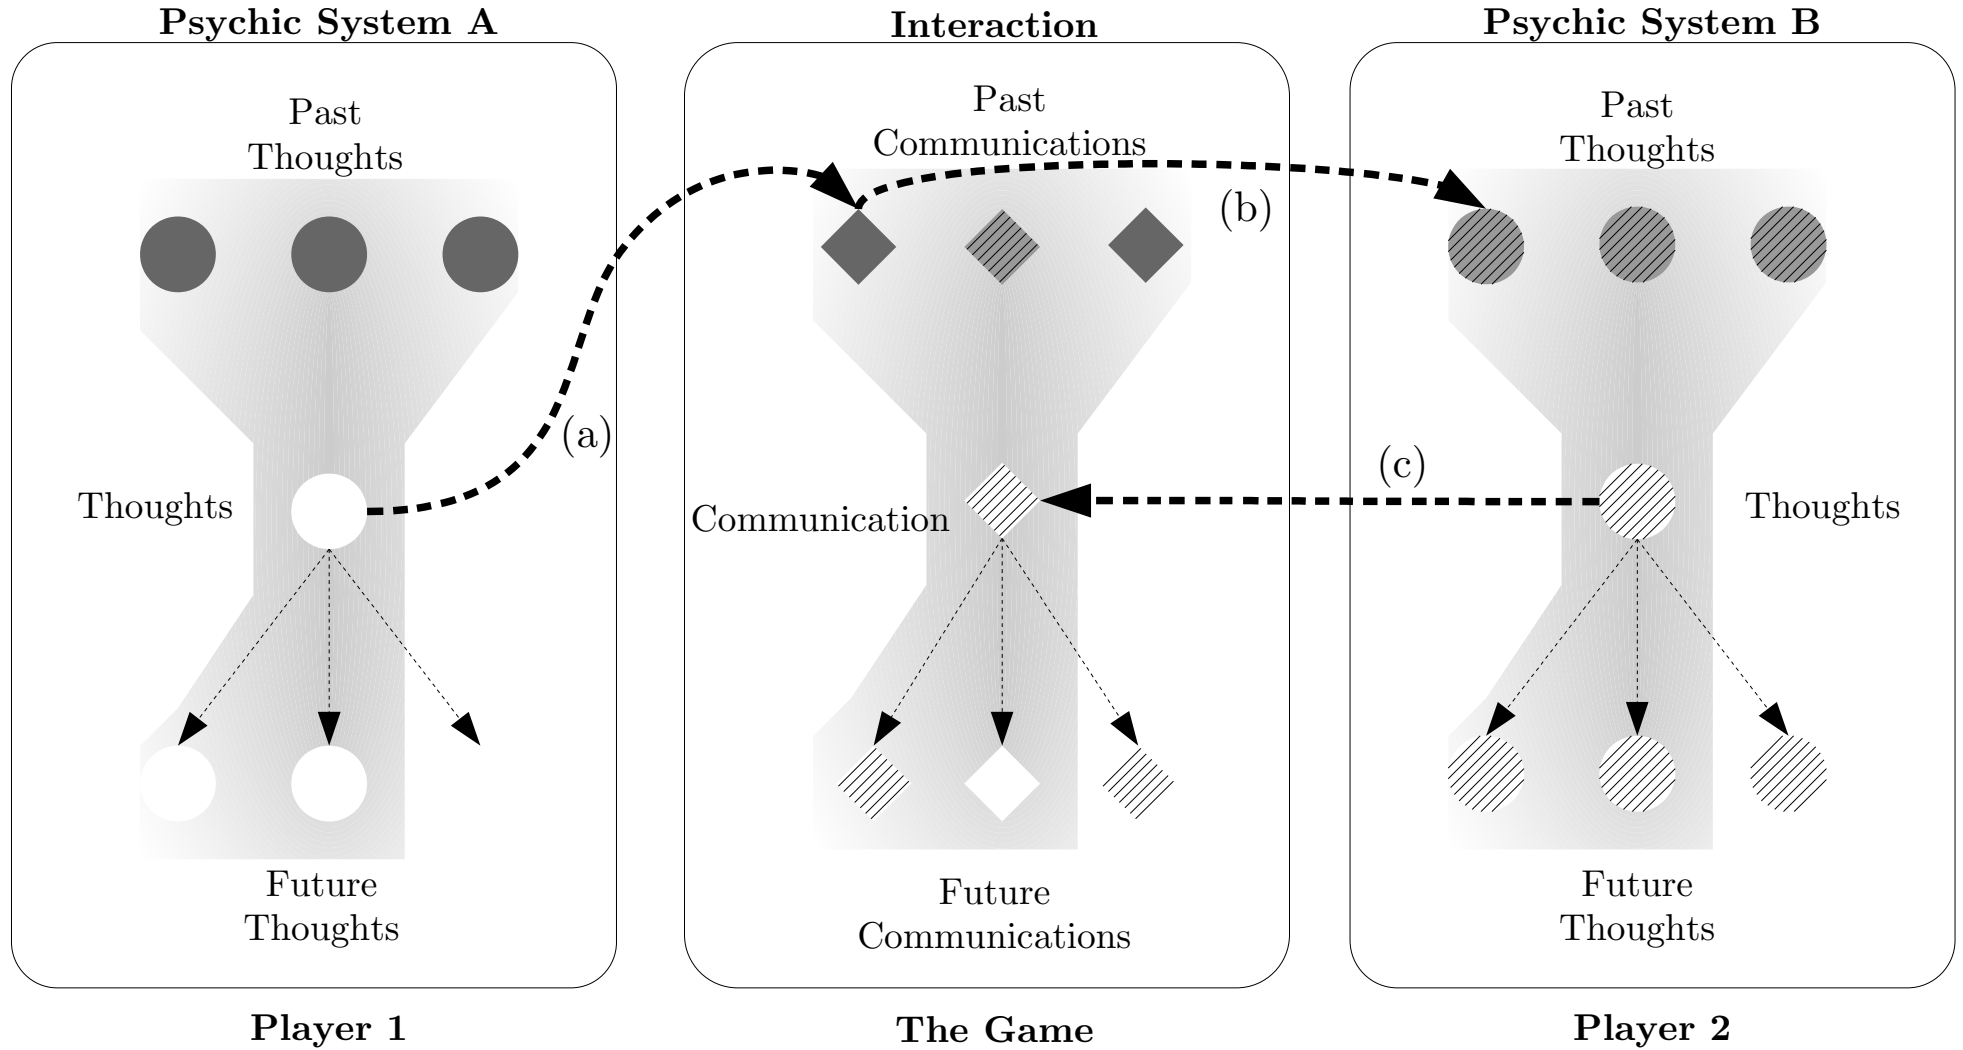 Psychic System A
Past
Thoughts
Thoughts
(a)
Future
Thoughts
Player 1
Interaction
Past
Communications
(b)
Communication
Future
Communications
The Game
Psychic System B
Past
Thoughts
(c)
Thoughts
Future
Thoughts
Player 2